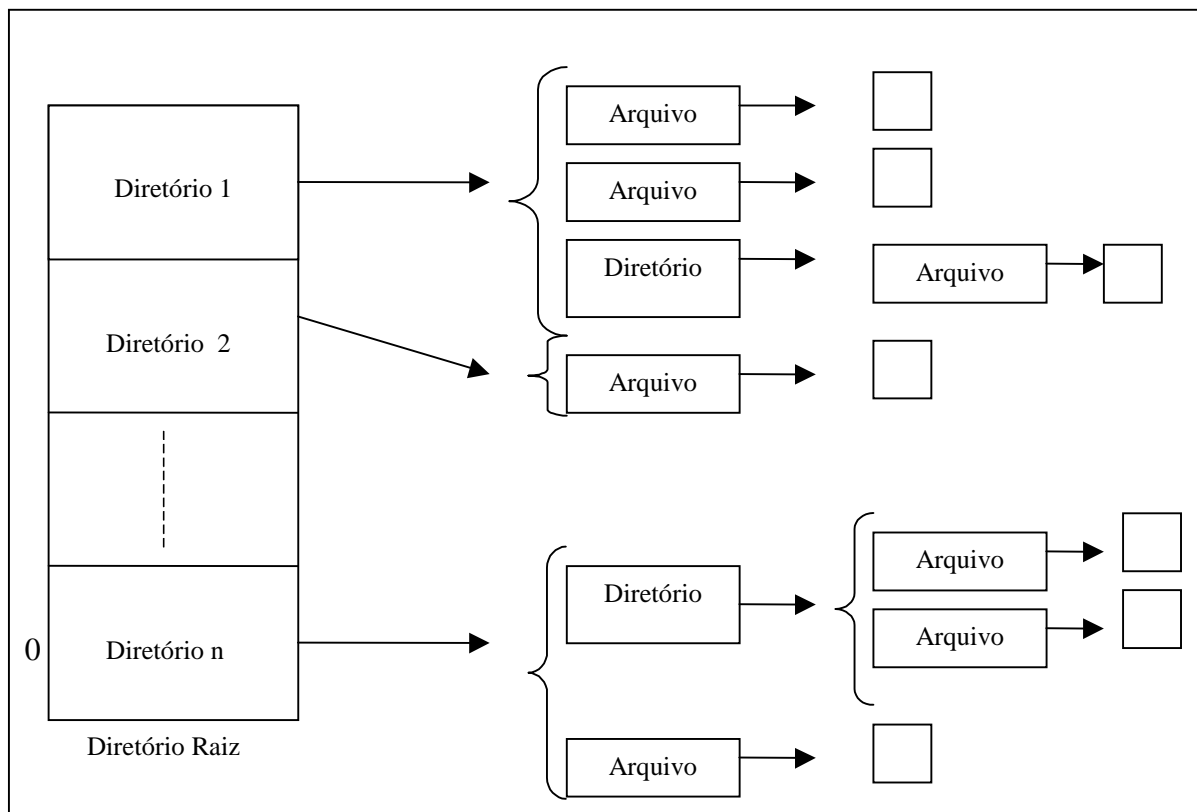 Diretório 1
Arquivo
Arquivo
Diretório
Arquivo
Diretório 2
Arquivo
0
Diretório n
Diretório
Arquivo
Arquivo
Arquivo
Diretório Raiz